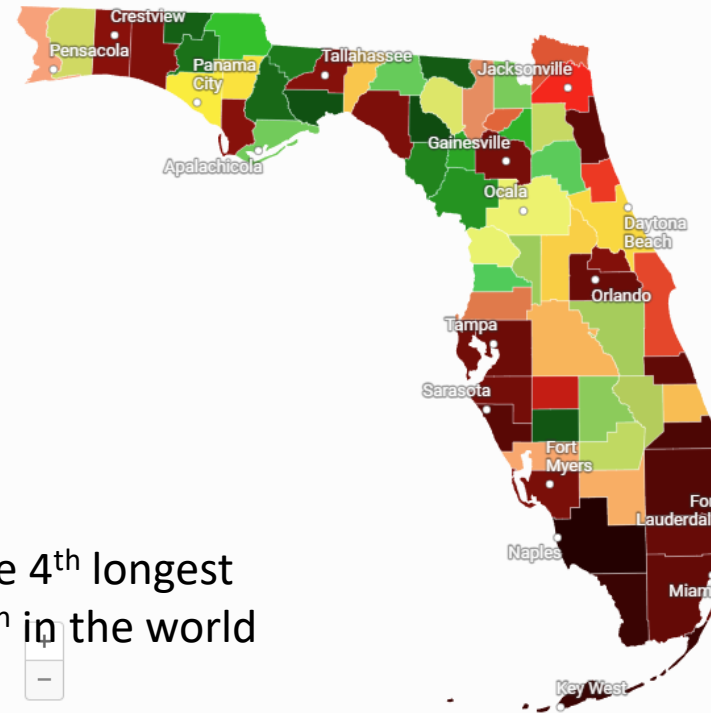 Crestview
Pensacola
Panama
City
Tallahassee
Jacksonville
Apalachicola
Gainesville
Ocala
Daytona
Beach
Orlando
Tampa
Sarasota
Fort
Myers
Naples
Key West
4th longest
in the world
+
−